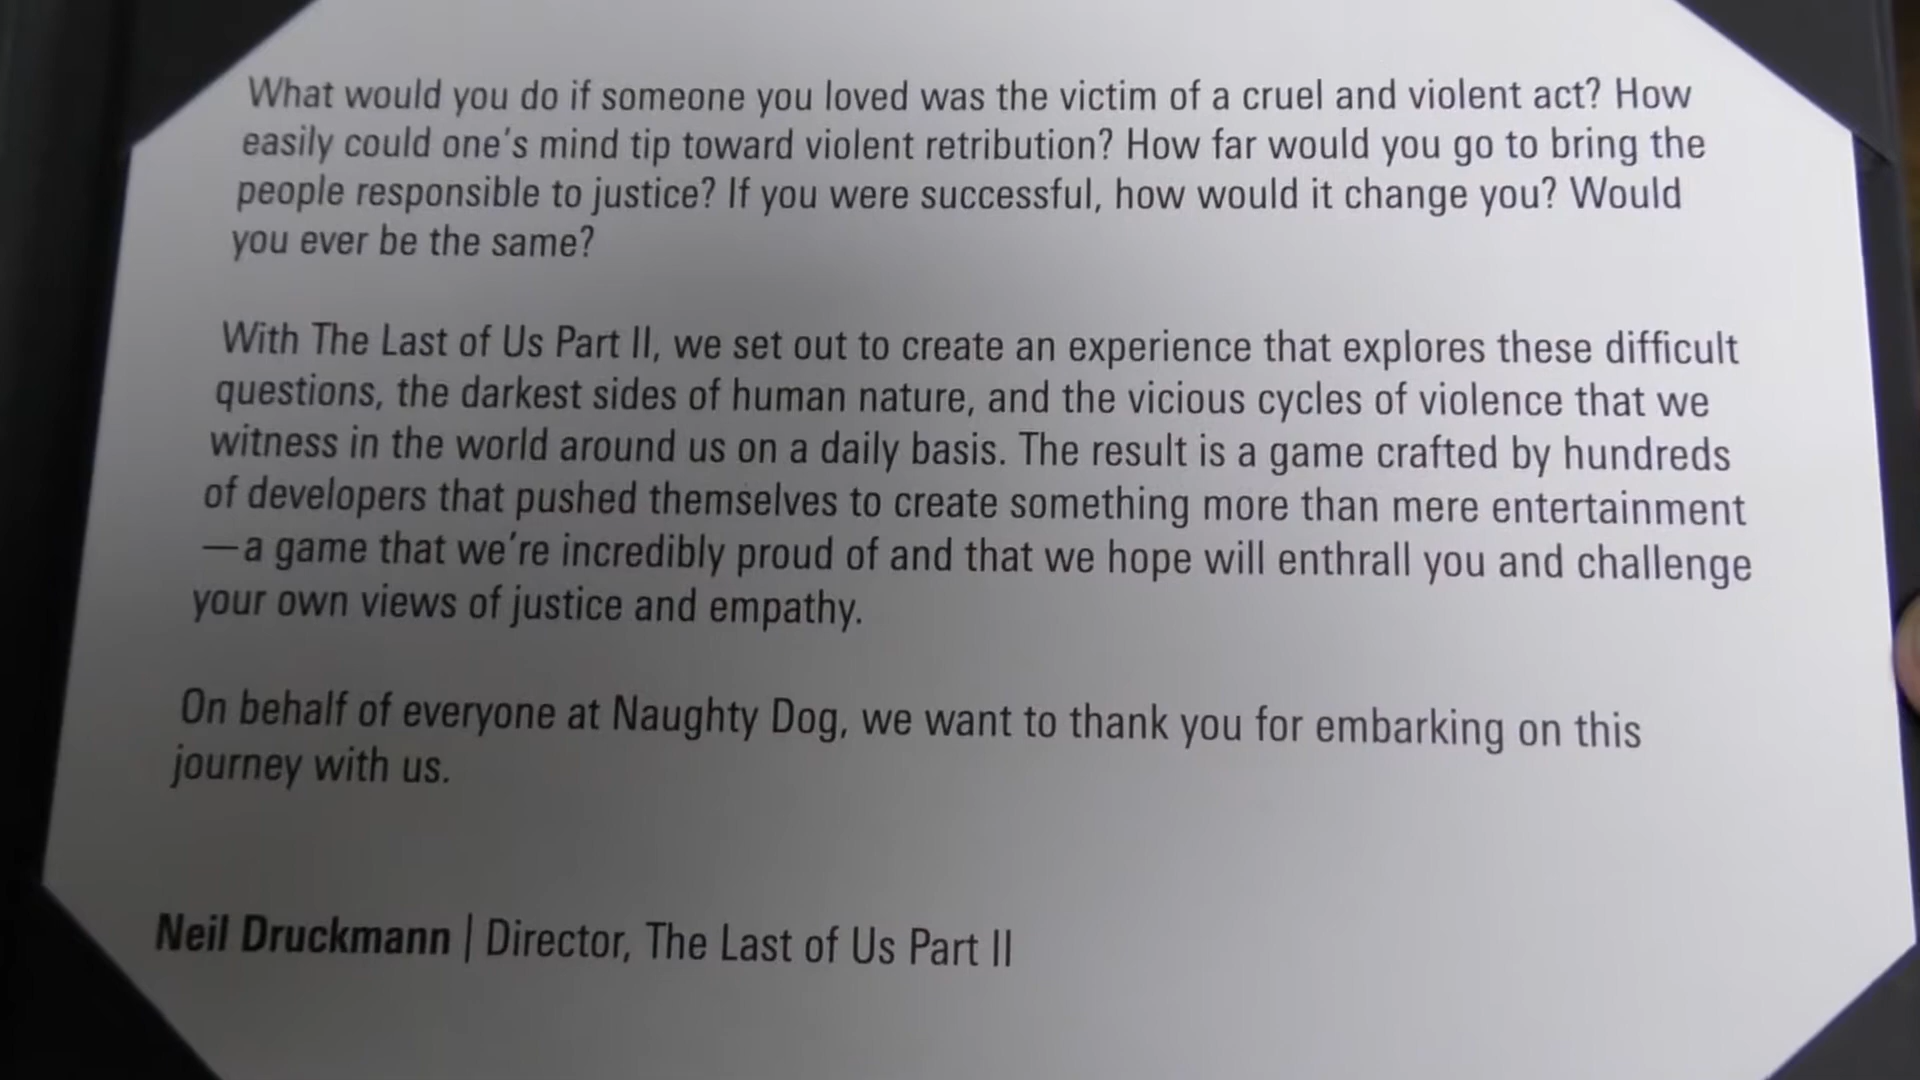 What would you do if someone you loved was the victim of a cruel and violent act? How
easily could one's mind tip toward violent retribution? How far would you go to bring the
people responsible to justice? If you were successful, how would it change you? Would
you ever be the same?
With The Last of Us Part II, we set out to create an experience that explores these difficult
questions, the darkest sides of human nature, and the vicious cycles of violence that we
witness in the world around us on a daily basis. The result is a game crafted by hundreds
of developers that pushed themselves to create something more than mere entertainment
—a game that we're incredibly proud of and that we hope will enthrall you and challenge
your own views of justice and empathy.
On behalf of everyone at Naughty Dog, we want to thank you for embarking on this
journey with us.
Neil Druckmann | Director, The Last of Us Part II